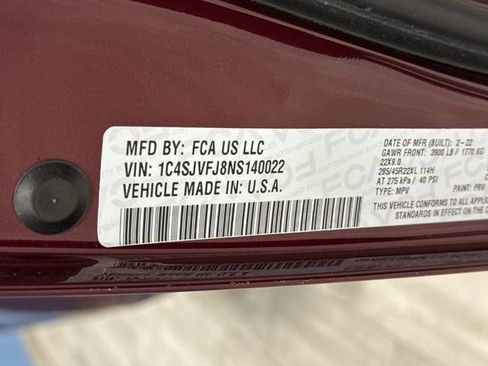 MFD BY: FCA US LLC
VIN: 1C4SJVFJ8NS140022
VEHICLE MADE IN: U.S.A.
DATE OF MFR (BUILT): 2-22
GAWR FRONT: 3900 LB / 1770 KG
22X9.0
285/45R22XL 114H
AT 275 kPa / 40 PSI
TYPE: MPV PAINT: PRV
THIS VEHICLE CONFORMS TO ALL
STANDARDS IN EFFECT ON THE